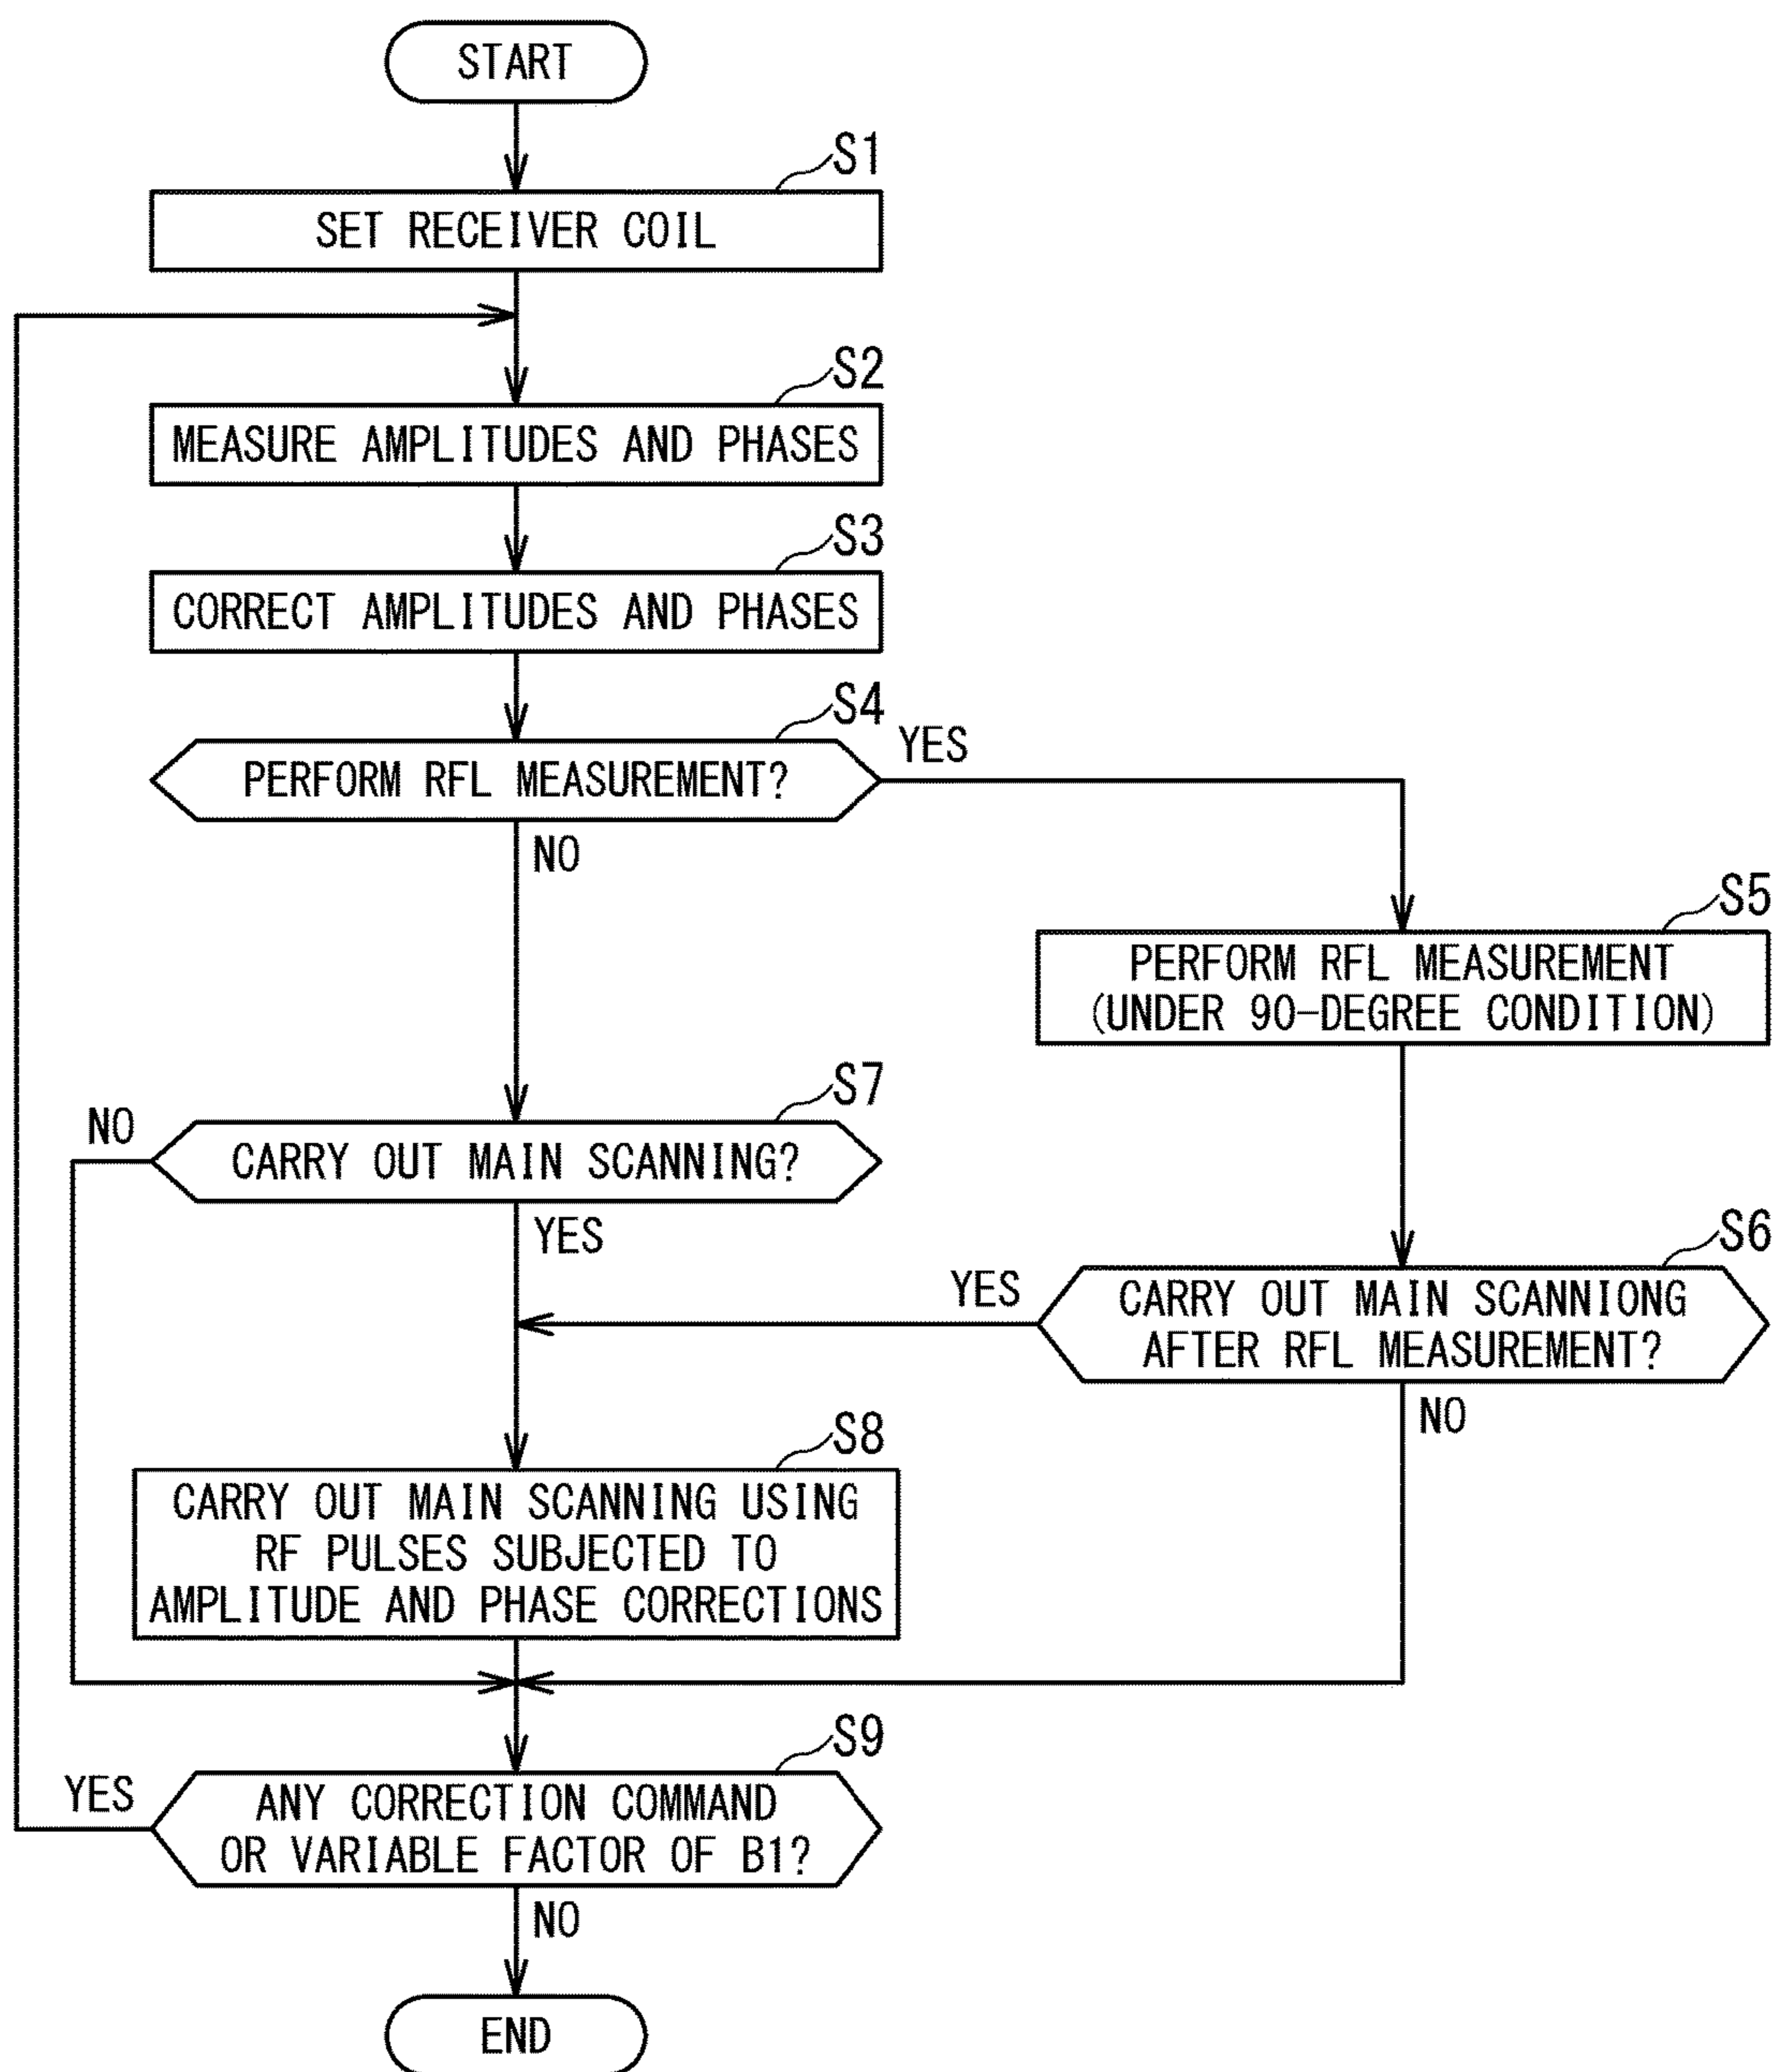 START
S1
SET RECEIVER COIL
S2
MEASURE AMPLITUDES AND PHASES
S3
CORRECT AMPLITUDES AND PHASES
S4
PERFORM RFL MEASUREMENT?
YES
NO
S5
PERFORM RFL MEASUREMENT
(UNDER 90-DEGREE CONDITION)
S7
NO
CARRY OUT MAIN SCANNING?
YES
S6
YES
CARRY OUT MAIN SCANNIONG
AFTER RFL MEASUREMENT?
NO
S8
CARRY OUT MAIN SCANNING USING
RF PULSES SUBJECTED TO
AMPLITUDE AND PHASE CORRECTIONS
S9
YES
ANY CORRECTION COMMAND
OR VARIABLE FACTOR OF B1?
NO
END